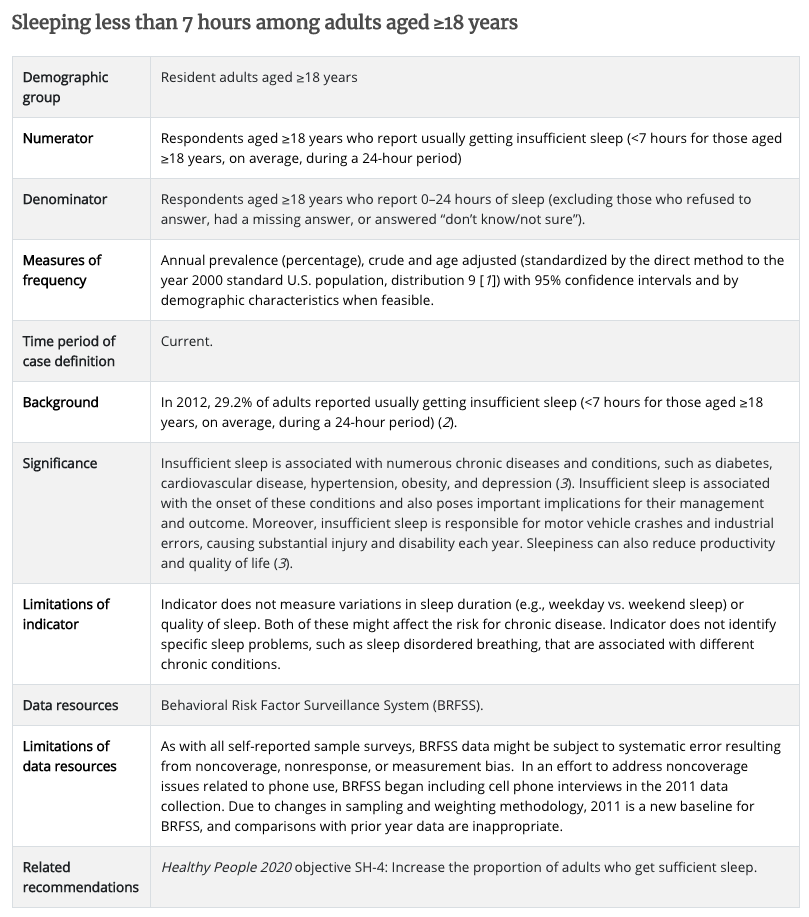 Sleeping less than 7 hours among adults aged ≥18 years
Demographic
group
Resident adults aged ≥18 years
Numerator
Respondents aged ≥18 years who report usually getting insufficient sleep (<7 hours for those aged
≥18 years, on average, during a 24-hour period)
Denominator
Respondents aged ≥18 years who report 0–24 hours of sleep (excluding those who refused to
answer, had a missing answer, or answered “don’t know/not sure”).
Measures of
frequency
Annual prevalence (percentage), crude and age adjusted (standardized by the direct method to the
year 2000 standard U.S. population, distribution 9 [1]) with 95% confidence intervals and by
demographic characteristics when feasible.
Time period of
case definition
Current.
Background
In 2012, 29.2% of adults reported usually getting insufficient sleep (<7 hours for those aged ≥18
years, on average, during a 24-hour period) (2).
Significance
Insufficient sleep is associated with numerous chronic diseases and conditions, such as diabetes,
cardiovascular disease, hypertension, obesity, and depression (3). Insufficient sleep is associated
with the onset of these conditions and also poses important implications for their management
and outcome. Moreover, insufficient sleep is responsible for motor vehicle crashes and industrial
errors, causing substantial injury and disability each year. Sleepiness can also reduce productivity
and quality of life (3).
Limitations of
indicator
Indicator does not measure variations in sleep duration (e.g., weekday vs. weekend sleep) or
quality of sleep. Both of these might affect the risk for chronic disease. Indicator does not identify
specific sleep problems, such as sleep disordered breathing, that are associated with different
chronic conditions.
Data resources
Behavioral Risk Factor Surveillance System (BRFSS).
Limitations of
data resources
As with all self-reported sample surveys, BRFSS data might be subject to systematic error resulting
from noncoverage, nonresponse, or measurement bias.  In an effort to address noncoverage
issues related to phone use, BRFSS began including cell phone interviews in the 2011 data
collection. Due to changes in sampling and weighting methodology, 2011 is a new baseline for
BRFSS, and comparisons with prior year data are inappropriate.
Related
recommendations
Healthy People 2020 objective SH-4: Increase the proportion of adults who get sufficient sleep.